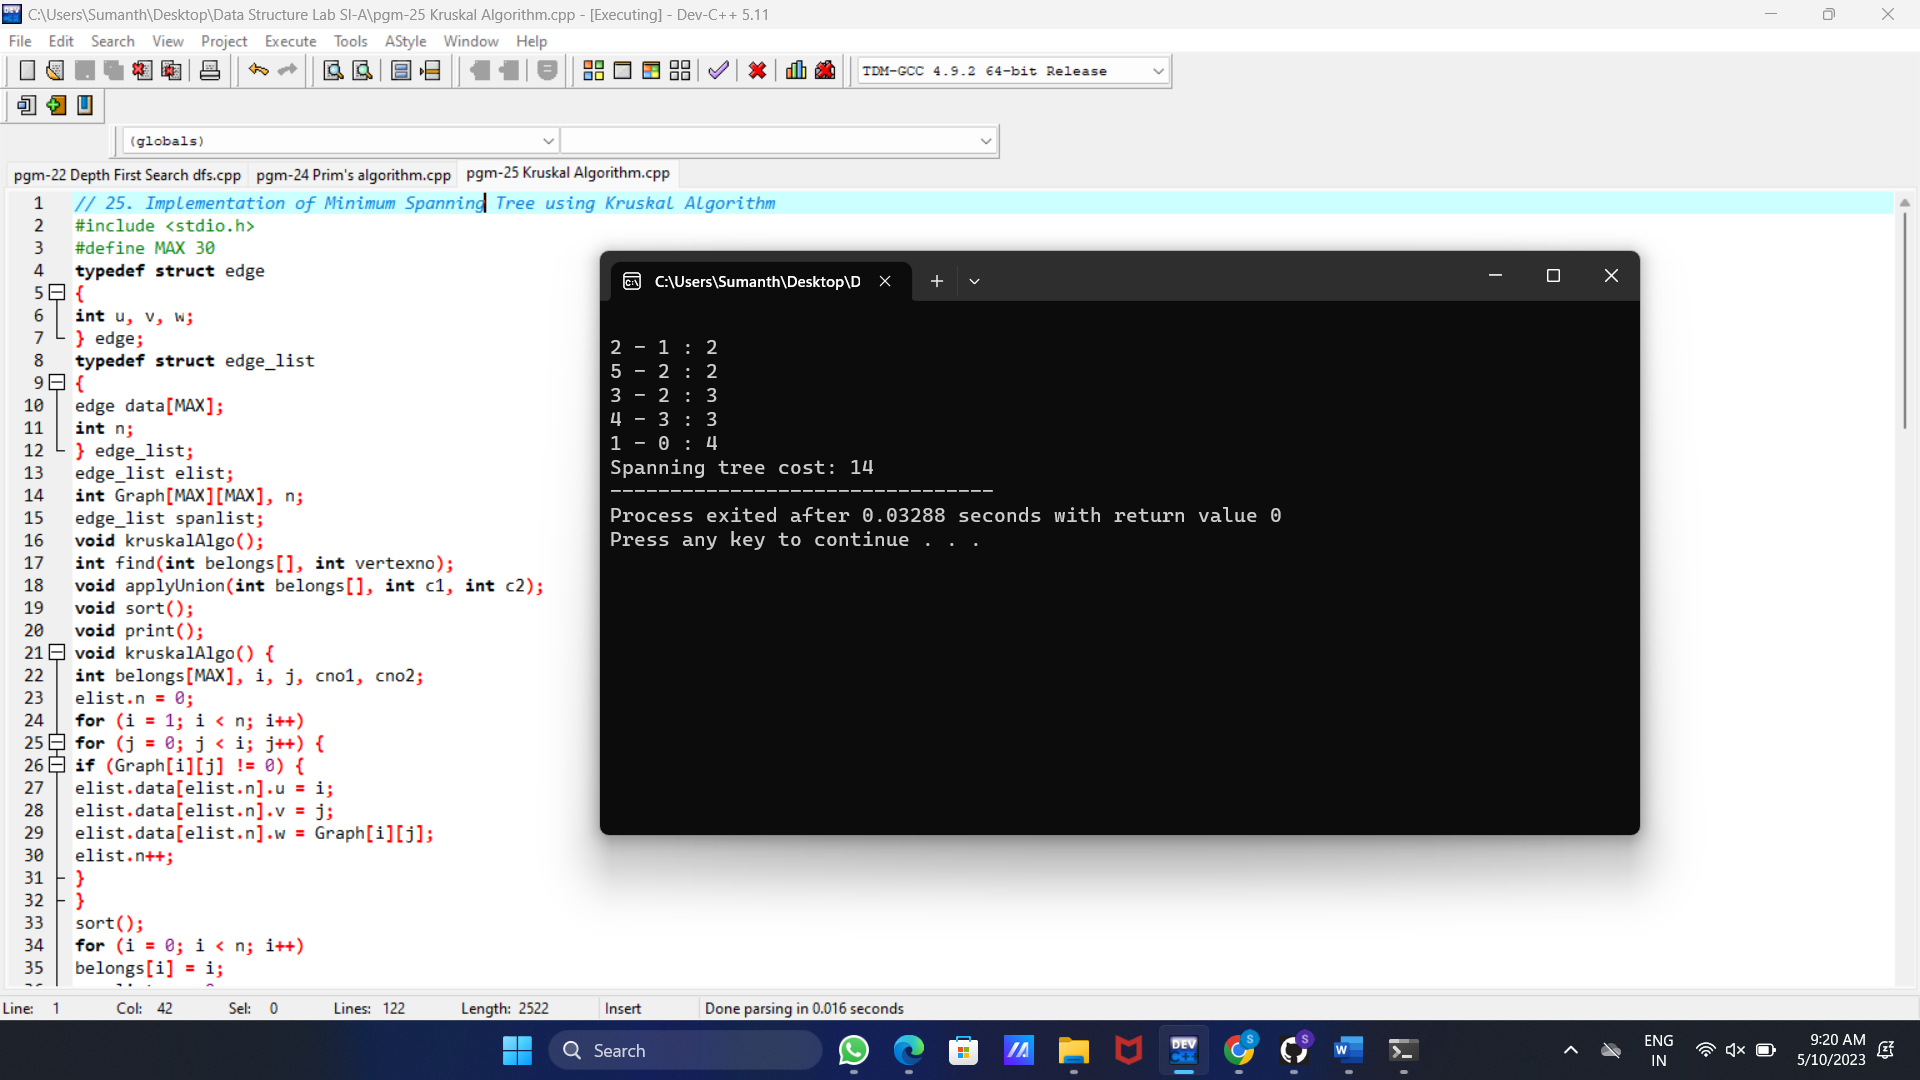 C:\Users\Sumanth\Desktop\Data Structure Lab SI-A\pgm-25 Kruskal Algorithm.cpp - [Executing] - Dev-C++ 5.11
File Edit Search View Project Execute Tools AStyle Window Help
TDM-GCC 4.9.2 64-bit Release
(globals)
pgm-22 Depth First Search dfs.cpp pgm-24 Prim's algorithm.cpp pgm-25 Kruskal Algorithm.cpp
1 // 25. Implementation of Minimum Spanning Tree using Kruskal Algorithm
2 #include <stdio.h>
3 #define MAX 30
4 typedef struct edge
5 {
6 int u, v, w;
7 } edge;
8 typedef struct edge_list
9 {
10 edge data[MAX];
11 int n;
12 } edge_list;
13 edge_list elist;
14 int Graph[MAX][MAX], n;
15 edge_list spanlist;
16 void kruskalAlgo();
17 int find(int belongs[], int vertexno);
18 void applyUnion(int belongs[], int c1, int c2);
19 void sort();
20 void print();
21 void kruskalAlgo() {
22 int belongs[MAX], i, j, cno1, cno2;
23 elist.n = 0;
24 for (i = 1; i < n; i++)
25 for (j = 0; j < i; j++) {
26 if (Graph[i][j] != 0) {
27 elist.data[elist.n].u = i;
28 elist.data[elist.n].v = j;
29 elist.data[elist.n].w = Graph[i][j];
30 elist.n++;
31 }
32 }
33 sort();
34 for (i = 0; i < n; i++)
35 belongs[i] = i;
C:\Users\Sumanth\Desktop\D
2 - 1 : 2
5 - 2 : 2
3 - 2 : 3
4 - 3 : 3
1 - 0 : 4
Spanning tree cost: 14
--------------------------------
Process exited after 0.03288 seconds with return value 0
Press any key to continue . . .
Line: 1 Col: 42 Sel: 0 Lines: 122 Length: 2522 Insert Done parsing in 0.016 seconds
Search
DEV
C++
S
S
W
ENG
IN
9:20 AM
5/10/2023